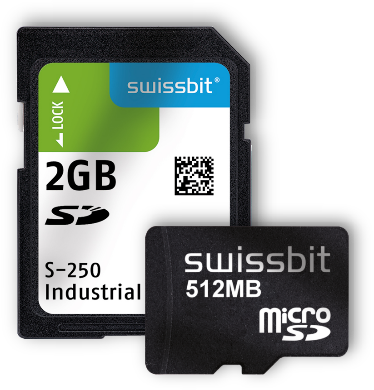 swissbit®
LOCK
2GB
SD
S-250
Industrial
swissbit
512MB
micro
SD